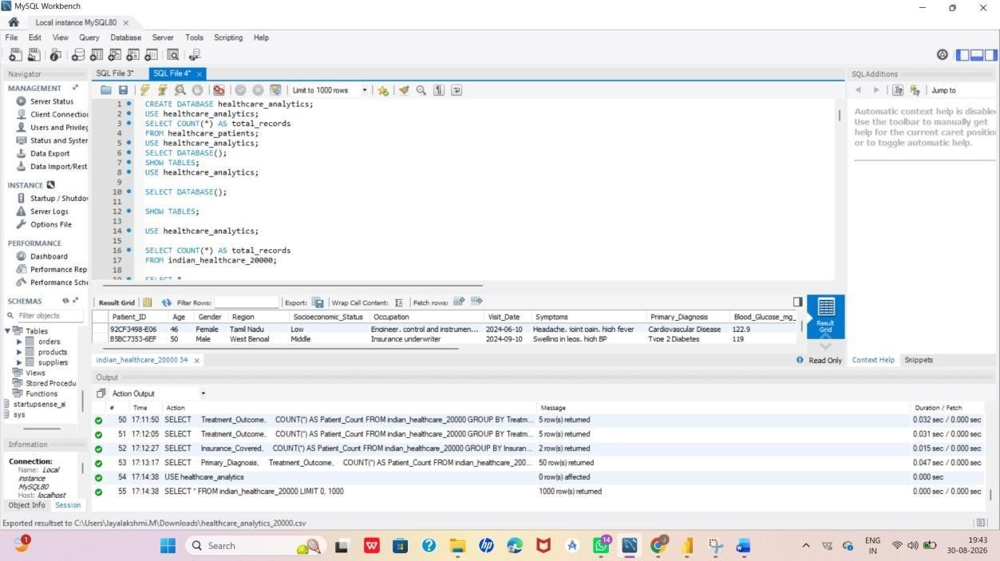 MySQL Workbench
Local instance MySQL80
File Edit View Query Database Server Tools Scripting Help
Navigator
MANAGEMENT
Server Status
Client Connection
Users and Privileg
Status and System
Data Export
Data Import/Rest
INSTANCE
Startup / Shutdov
Server Logs
Options File
PERFORMANCE
Dashboard
Performance Rep
Performance Sche
SCHEMAS
Filter objects
Tables
orders
products
suppliers
Views
Stored Procedu
Functions
startupsense_ai
sys
Information
Connection:
Name: Local
instance
MySQL80
Host: localhost
Object Info Session
SQL File 3* SQL File 4*
Limit to 1000 rows
1 CREATE DATABASE healthcare_analytics;
2 USE healthcare_analytics;
3 SELECT COUNT(*) AS total_records
4 FROM healthcare_patients;
5 USE healthcare_analytics;
6 SELECT DATABASE();
7 SHOW TABLES;
8 USE healthcare_analytics;
9
10 SELECT DATABASE();
11
12 SHOW TABLES;
13
14 USE healthcare_analytics;
15
16 SELECT COUNT(*) AS total_records
17 FROM indian_healthcare_20000;
18
19 SELECT *
Result Grid Filter Rows: Export: Wrap Cell Content: Fetch rows:
Patient_ID Age Gender Region Socioeconomic_Status Occupation Visit_Date Symptoms Primary_Diagnosis Blood_Glucose_mg_
92CF3498-E06 46 Female Tamil Nadu Low Engineer, control and instrumen... 2024-06-10 Headache, joint pain, high fever Cardiovascular Disease 122.9
B5BC7353-6EF 50 Male West Bengal Middle Insurance underwriter 2024-09-10 Swelling in legs, high BP Type 2 Diabetes 119
Result
Grid
indian_healthcare_20000 34
Read Only
Output
Action Output
# Time Action Message Duration / Fetch
50 17:11:50 SELECT Treatment_Outcome, COUNT(*) AS Patient_Count FROM indian_healthcare_20000 GROUP BY Treatm... 5 row(s) returned 0.032 sec / 0.000 sec
51 17:12:05 SELECT Treatment_Outcome, COUNT(*) AS Patient_Count FROM indian_healthcare_20000 GROUP BY Treatm... 5 row(s) returned 0.031 sec / 0.000 sec
52 17:12:27 SELECT Insurance_Covered, COUNT(*) AS Patient_Count FROM indian_healthcare_20000 GROUP BY Insuran... 2 row(s) returned 0.015 sec / 0.000 sec
53 17:13:17 SELECT Primary_Diagnosis, Treatment_Outcome, COUNT(*) AS Patient_Count FROM indian_healthcare_200... 50 row(s) returned 0.047 sec / 0.000 sec
54 17:14:38 USE healthcare_analytics 0 row(s) affected 0.000 sec
55 17:14:38 SELECT * FROM indian_healthcare_20000 LIMIT 0, 1000 1000 row(s) returned 0.000 sec / 0.000 sec
SQLAdditions
Jump to
Automatic context help is disabled
Use the toolbar to manually get
help for the current caret position
or to toggle automatic help.
Context Help Snippets
Exported resultset to C:\Users\Jayalakshmi.M\Downloads\healthcare_analytics_20000.csv
1
Search
14
ENG
IN
19:43
30-08-2026